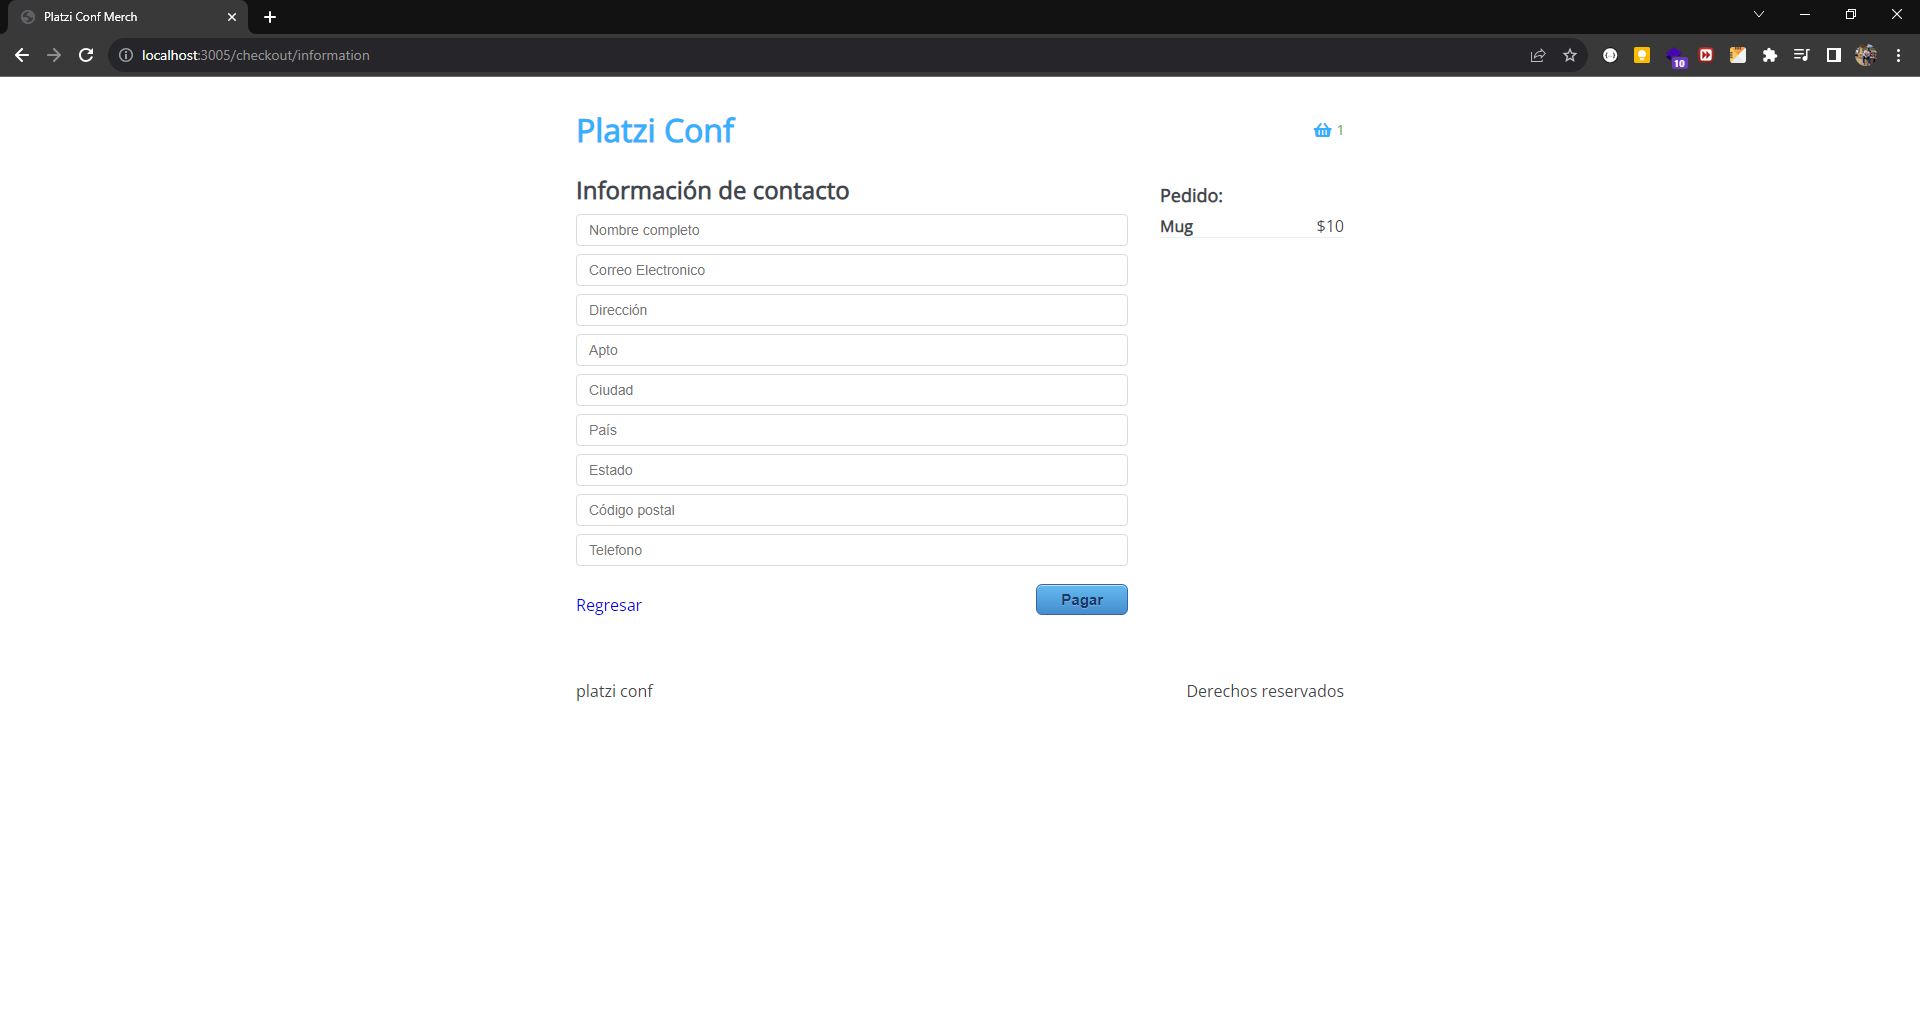 Platzi Conf Merch
localhost:3005/checkout/information
10
Platzi Conf
1
Información de contacto
Nombre completo
Correo Electronico
Dirección
Apto
Ciudad
País
Estado
Código postal
Telefono
Regresar
Pagar
Pedido:
Mug $10
platzi conf
Derechos reservados